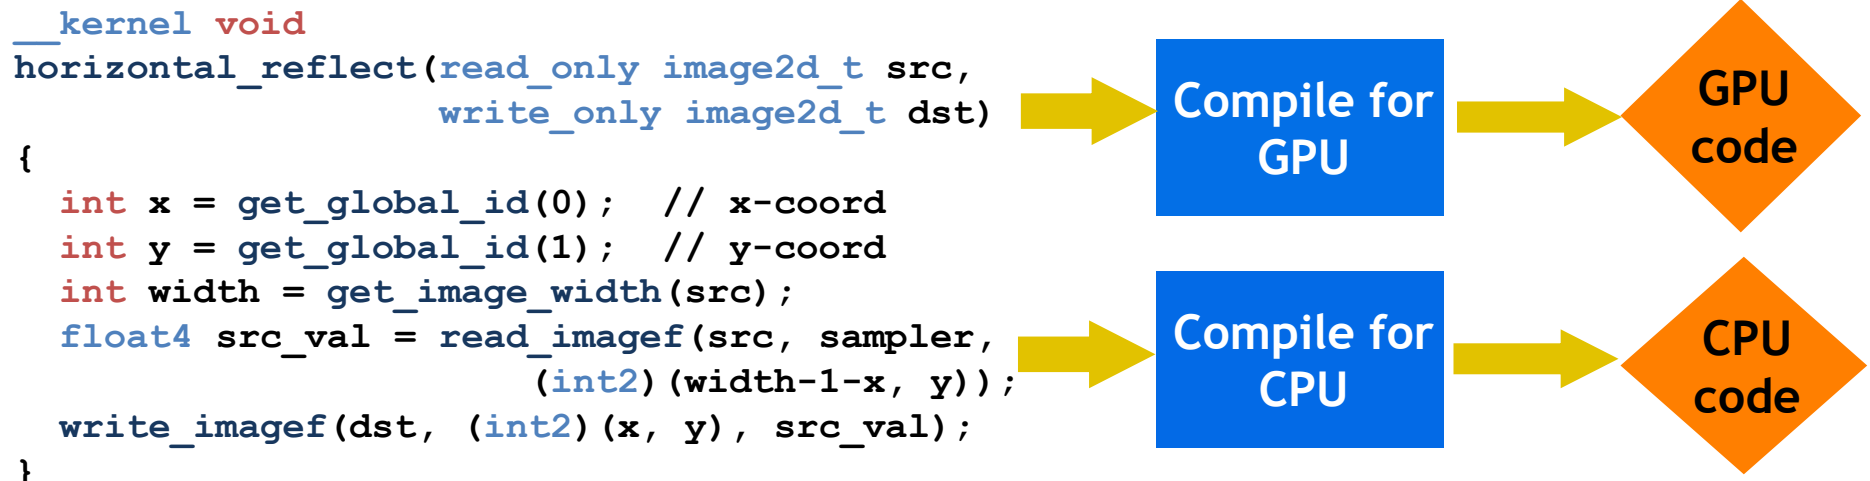 __kernel void
horizontal_reflect(read_only image2d_t src,
                   write_only image2d_t dst)
{
  int x = get_global_id(0);  // x-coord
  int y = get_global_id(1);  // y-coord
  int width = get_image_width(src);
  float4 src_val = read_imagef(src, sampler,
                       (int2)(width-1-x, y));
  write_imagef(dst, (int2)(x, y), src_val);
}
Compile for
GPU
GPU
code
Compile for
CPU
CPU
code